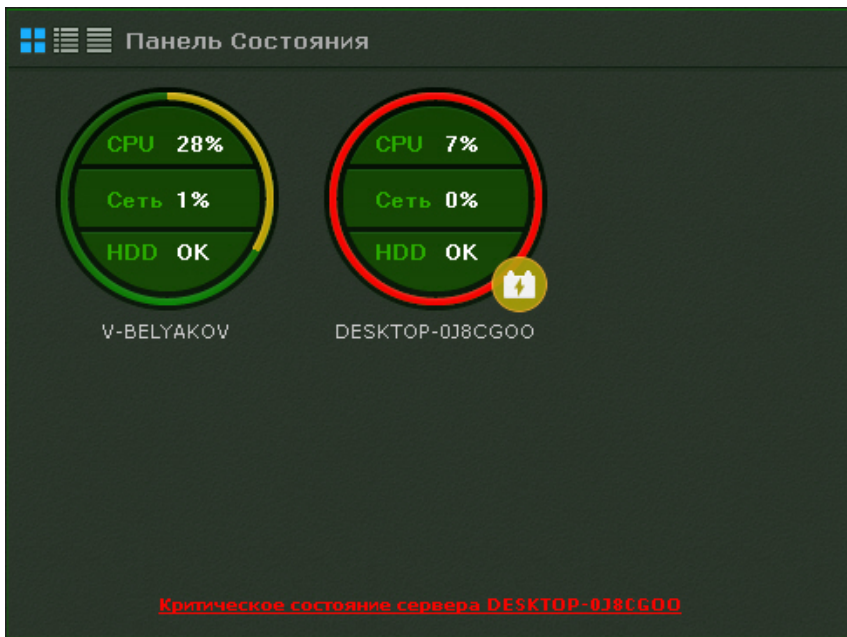 Панель Состояния
CPU 28%
Сеть 1%
HDD OK
V-BELYAKOV
CPU 7%
Сеть 0%
HDD OK
DESKTOP-0J8CGOO
Критическое состояние сервера DESKTOP-0J8CGOO